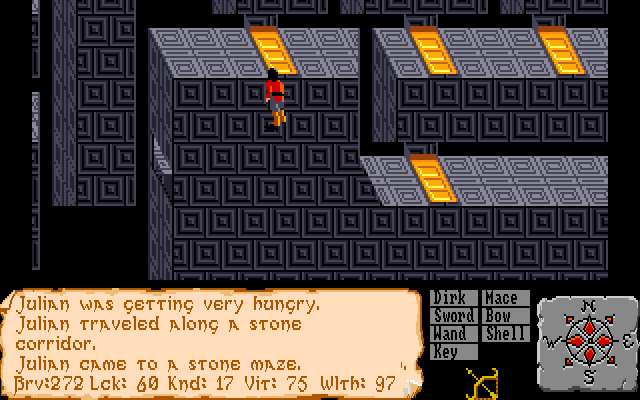 Julian was getting very hungry.
Julian traveled along a stone
corridor.
Julian came to a stone maze.
Brv:272 Lck: 60 Knd: 17 Vit: 75 Wlth: 97
Dirk Mace
Sword Bow
Wand Shell
Key
N
W E
S